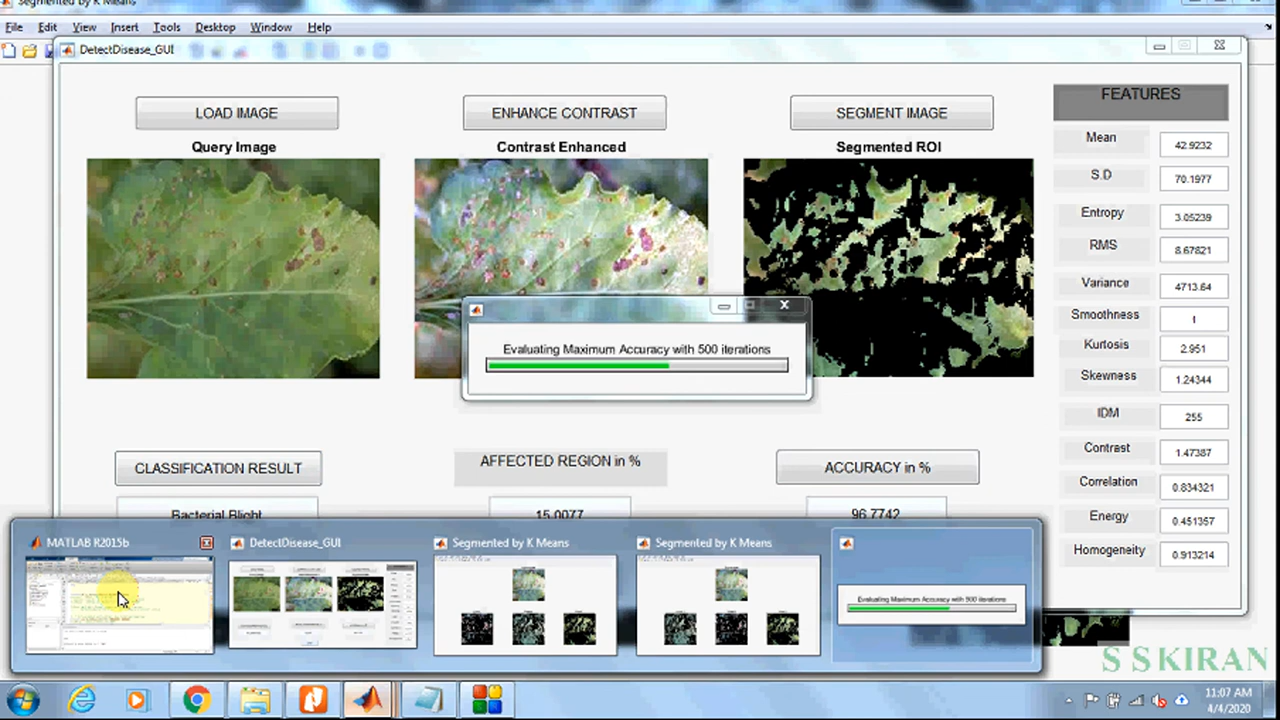 Segmented by K Means
File Edit View Insert Tools Desktop Window Help
DetectDisease_GUI
LOAD IMAGE ENHANCE CONTRAST SEGMENT IMAGE FEATURES
Query Image Contrast Enhanced Segmented ROI
Mean 42.9232
S.D 70.1977
Entropy 3.05239
RMS 8.67821
Variance 4713.64
Smoothness 1
Kurtosis 2.951
Skewness 1.24344
IDM 255
Contrast 1.47387
Correlation 0.834321
Energy 0.451357
Homogeneity 0.913214
Evaluating Maximum Accuracy with 500 iterations
CLASSIFICATION RESULT AFFECTED REGION in % ACCURACY in %
Bacterial Blight 15.0077 96.7742
MATLAB R2015b DetectDisease_GUI Segmented by K Means Segmented by K Means
Evaluating Maximum Accuracy with 500 iterations
S S KIRAN
11:07 AM
4/4/2020